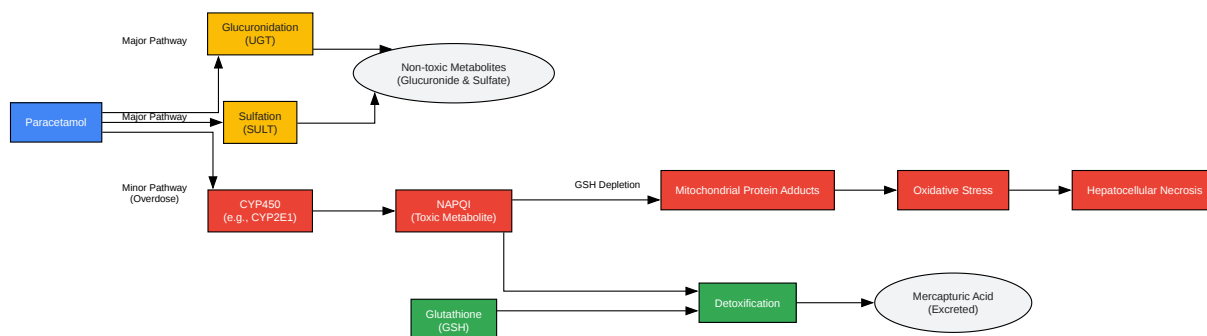 Glucuronidation
(UGT)
Major Pathway
Non-toxic Metabolites
(Glucuronide & Sulfate)
Paracetamol
Major Pathway
Sulfation
(SULT)
Minor Pathway
(Overdose)
CYP450
(e.g., CYP2E1)
NAPQI
(Toxic Metabolite)
GSH Depletion
Mitochondrial Protein Adducts
Oxidative Stress
Hepatocellular Necrosis
Glutathione
(GSH)
Detoxification
Mercapturic Acid
(Excreted)